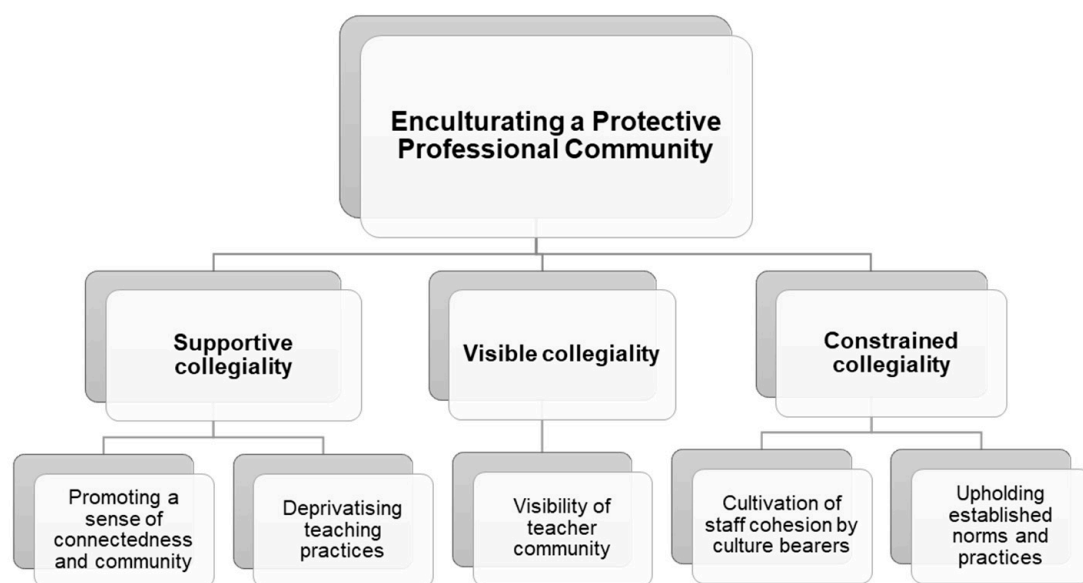 Enculturating a Protective
Professional Community
Supportive
collegiality
Visible collegiality
Constrained
collegiality
Promoting a
sense of
connectedness
and community
Deprivatising
teaching
practices
Visibility of
teacher
community
Cultivation of
staff cohesion by
culture bearers
Upholding
established
norms and
practices